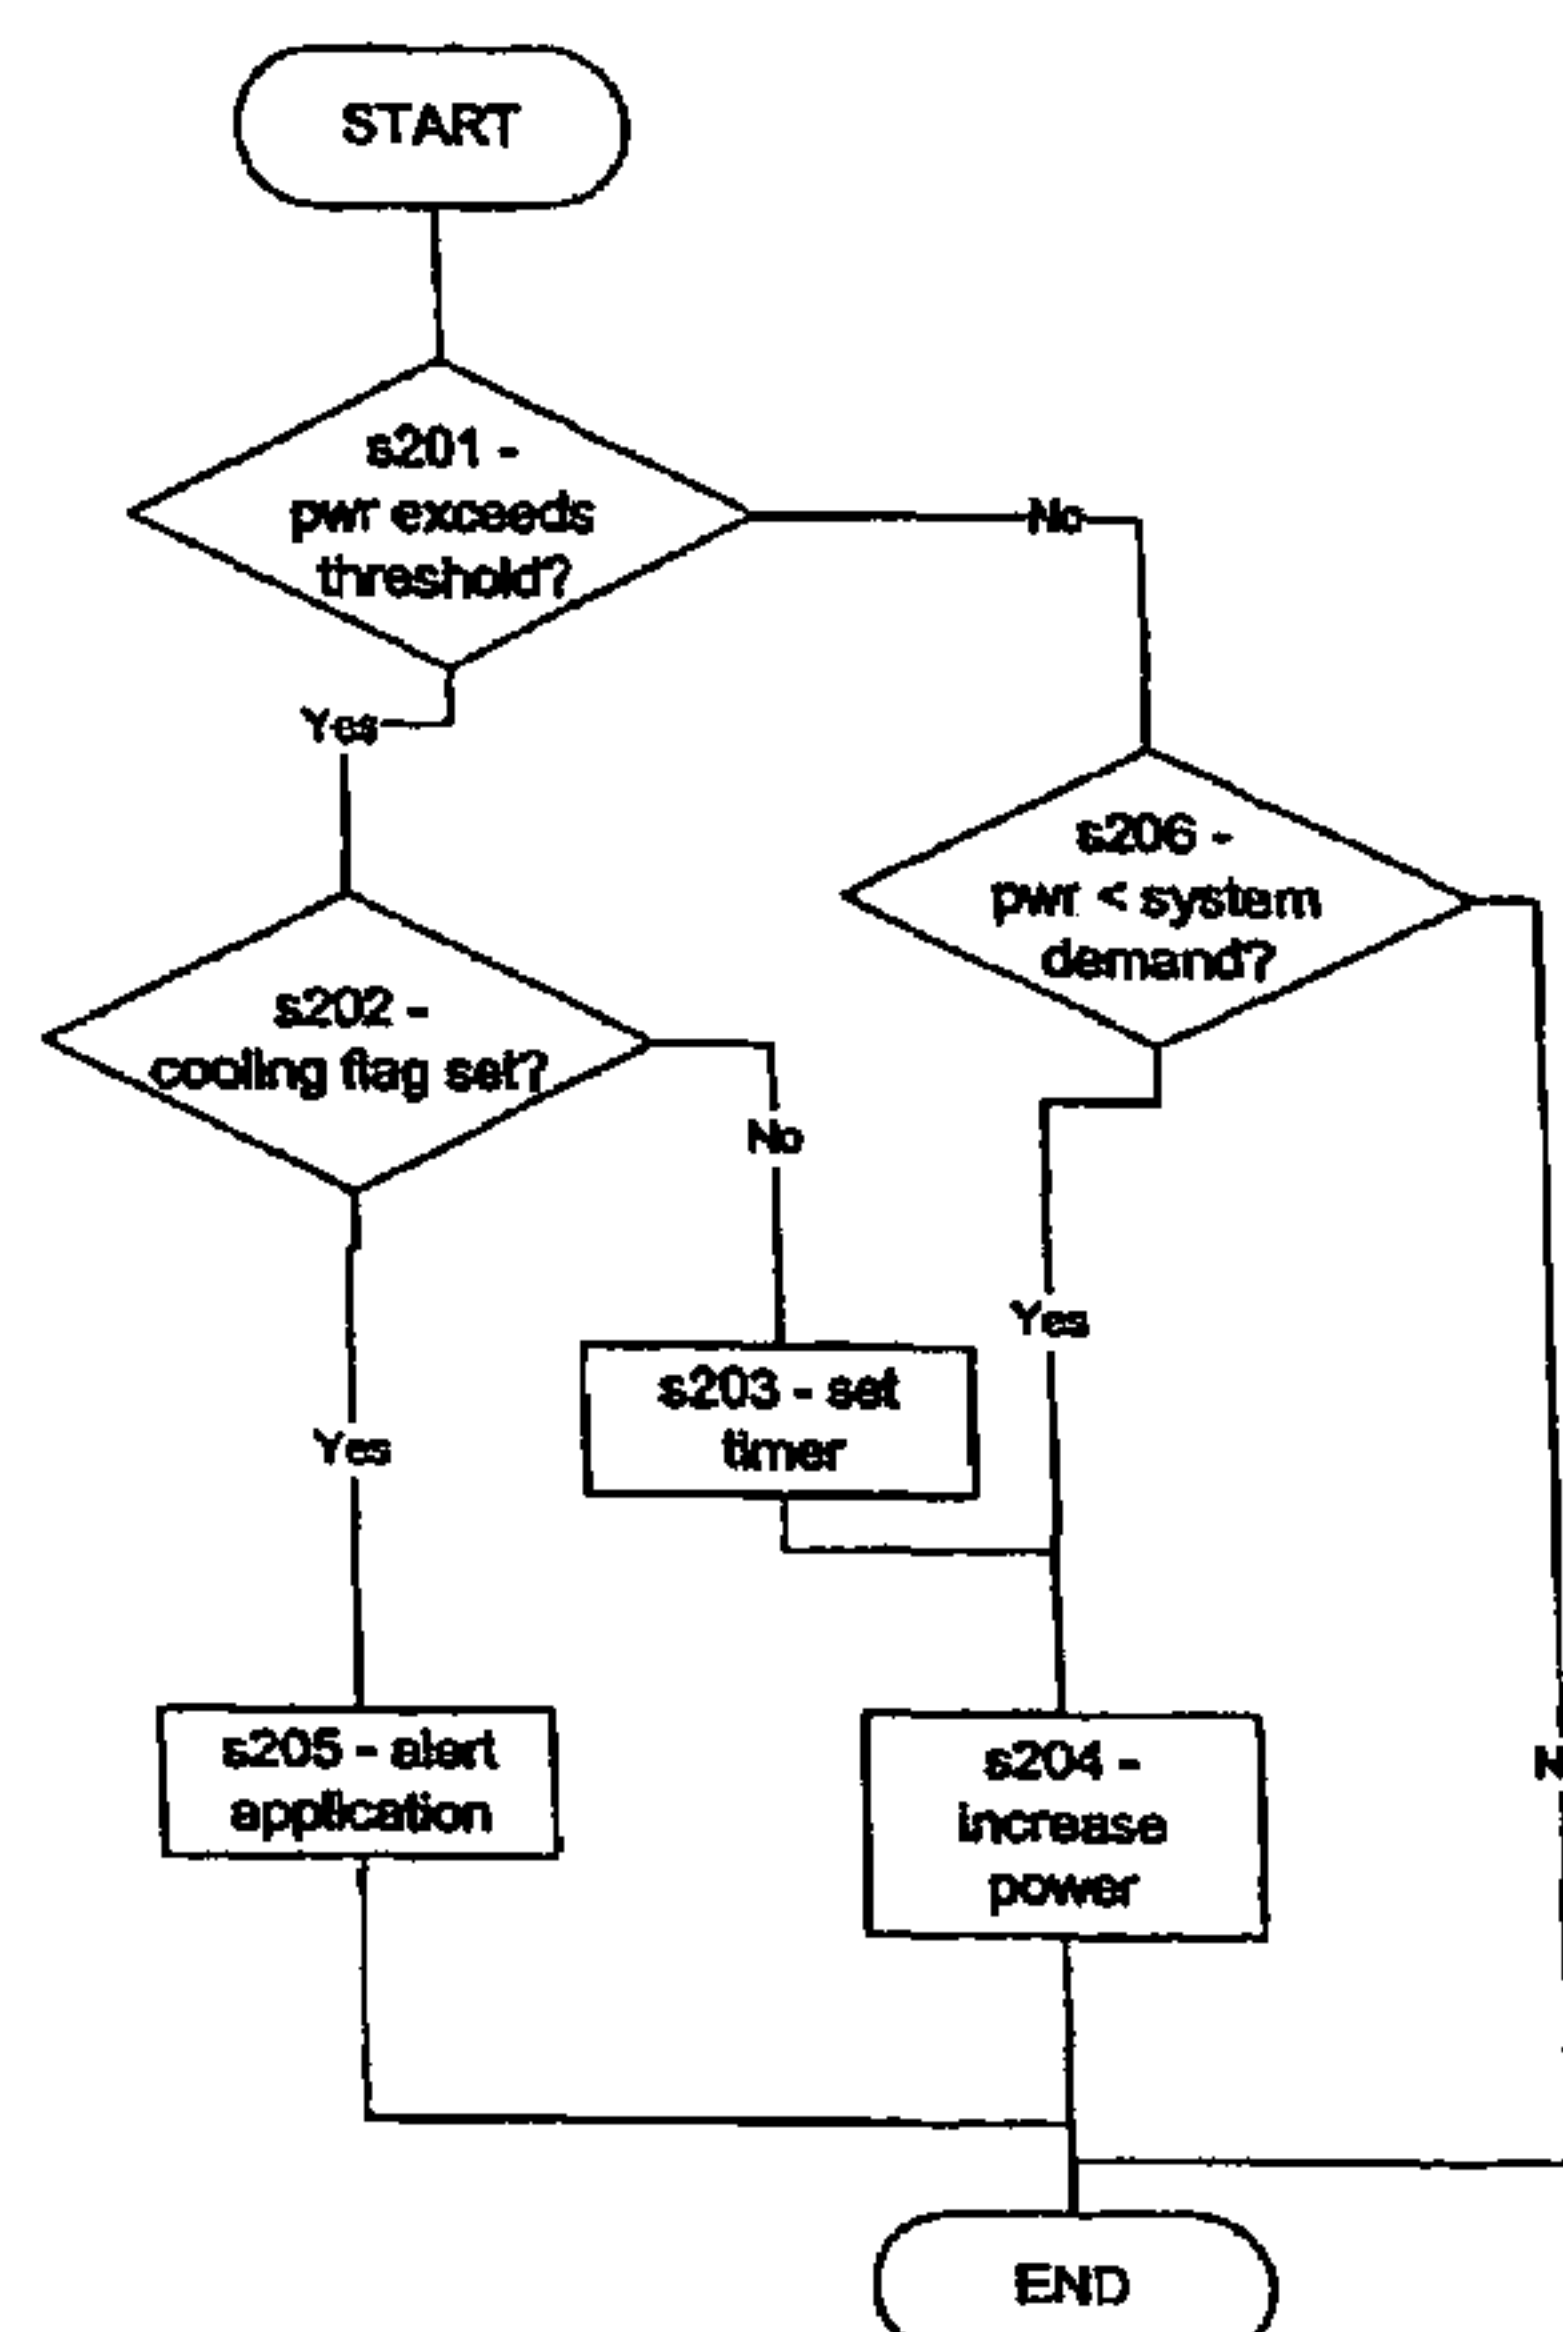 START
s201 -
pwr exceeds
threshold?
No
Yes
s206 -
pwr < system
demand?
s202 -
cooling flag set?
No
Yes
Yes
s203 - set
timer
s205 - alert
application
s204 -
increase
power
END